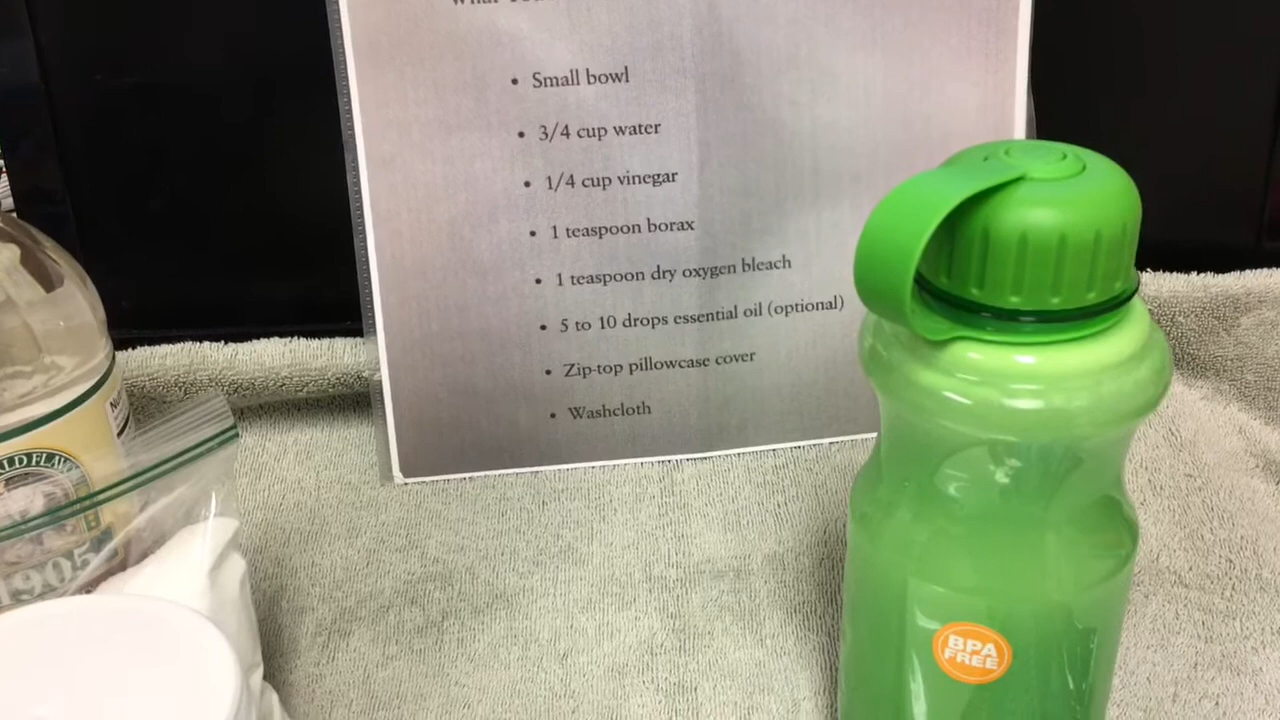 What
• Small bowl
• 3/4 cup water
• 1/4 cup vinegar
• 1 teaspoon borax
• 1 teaspoon dry oxygen bleach
• 5 to 10 drops essential oil (optional)
• Zip-top pillowcase cover
• Washcloth
1905
BPA
FREE